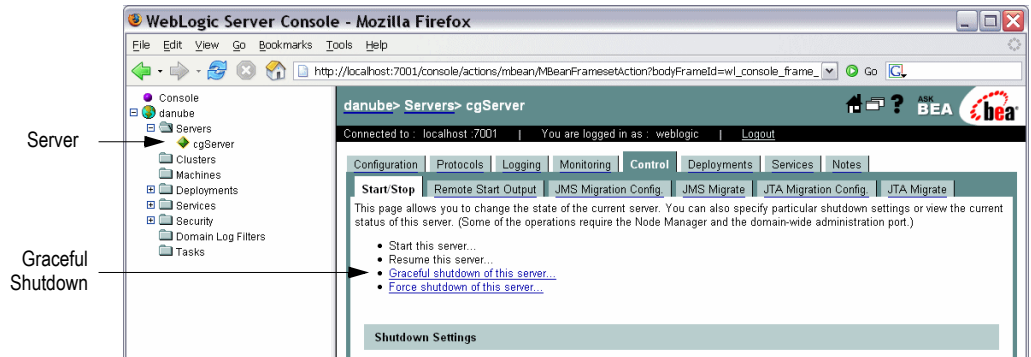 WebLogic Server Console - Mozilla Firefox
File Edit View Go Bookmarks Tools Help
http://localhost:7001/console/actions/mbean/MBeanFramesetAction?bodyFrameId=wl_console_frame_ Go G
Console
danube
Servers
cgServer
Clusters
Machines
Deployments
Services
Security
Domain Log Filters
Tasks
Server
Graceful
Shutdown
danube> Servers> cgServer
? ASK BEA bea
Connected to : localhost :7001 | You are logged in as : weblogic | Logout
Configuration Protocols Logging Monitoring Control Deployments Services Notes
Start/Stop Remote Start Output JMS Migration Config. JMS Migrate JTA Migration Config. JTA Migrate
This page allows you to change the state of the current server. You can also specify particular shutdown settings or view the current
status of this server. (Some of the operations require the Node Manager and the domain-wide administration port.)
• Start this server...
• Resume this server...
• Graceful shutdown of this server...
• Force shutdown of this server...
Shutdown Settings